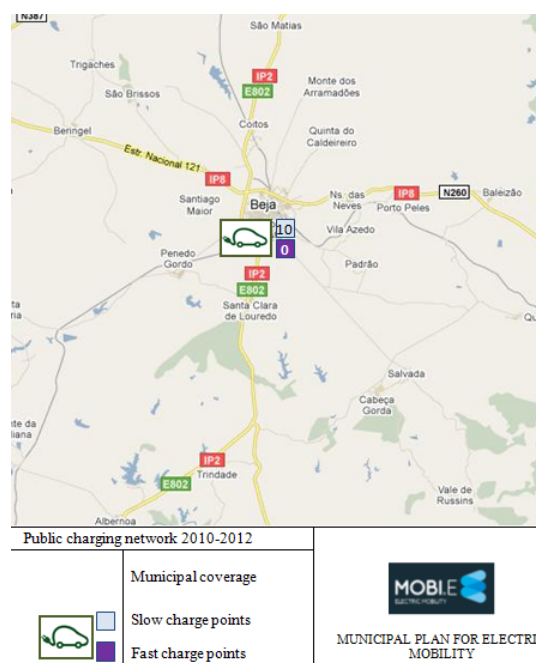 N387
São Matias
Trigaches
IP2
E802
Monte dos
Arramadões
São Brissos
Coitos
Beringel
Quinta do
Caldeireiro
Estr. Nacional 121
IP8
Santiago
Maior
Beja
Ns. das
Neves
IP8
N260
Baleizão
Porto Peles
10
0
Vila Azedo
Penedo
Gordo
Padrão
IP2
E802
Santa Clara
de Louredo
Salvada
Cabeça
Gorda
IP2
Trindade
E802
Vale de
Russins
Albernoa
Public charging network 2010-2012
Municipal coverage
Slow charge points
Fast charge points
MOBI.E
ELECTRIC MOBILITY
MUNICIPAL PLAN FOR ELECTRI
MOBILITY